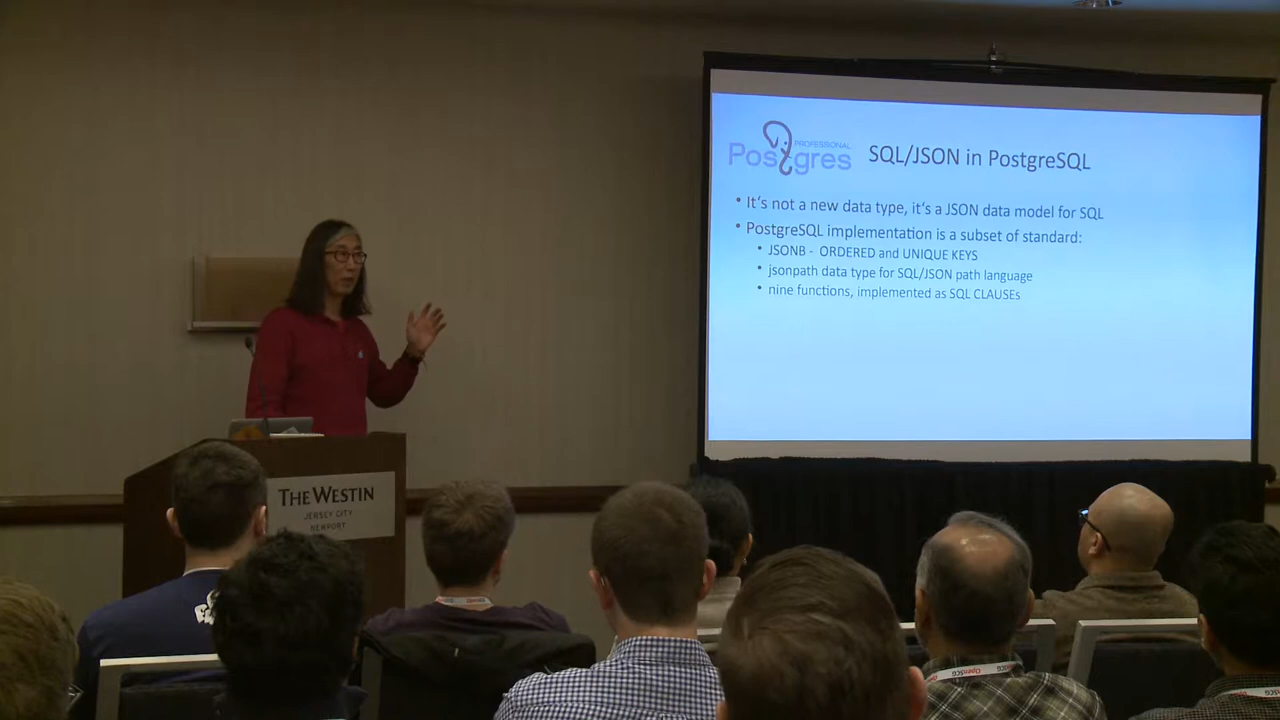 PROFESSIONAL
Postgres
SQL/JSON in PostgreSQL
• It's not a new data type, it's a JSON data model for SQL
• PostgreSQL implementation is a subset of standard:
• JSONB - ORDERED and UNIQUE KEYS
• jsonpath data type for SQL/JSON path language
• nine functions, implemented as SQL CLAUSEs
THE WESTIN
JERSEY CITY
NEWPORT
OpenSCG
OpenSCG